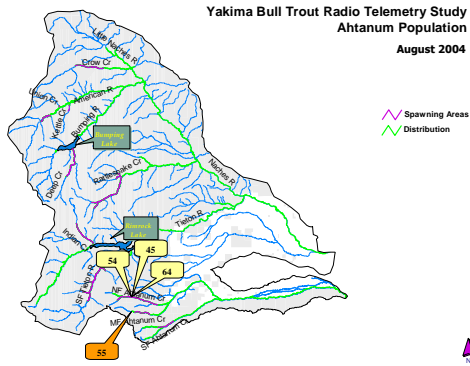 Yakima Bull Trout Radio Telemetry Study
Ahtanum Population
August 2004
Spawning Areas
Distribution
Little Naches R
Crow Cr
Union Cr
American R
Kettle Cr
Bumping R
Bumping
Lake
Deep Cr
Rattlesnake Cr
Naches R
Tieton R
Rimrock
Lake
Indian Cr
45
54
64
SF Tieton R
NF Ahtanum Cr
MF Ahtanum Cr
SF Ahtanum Cr
55
N